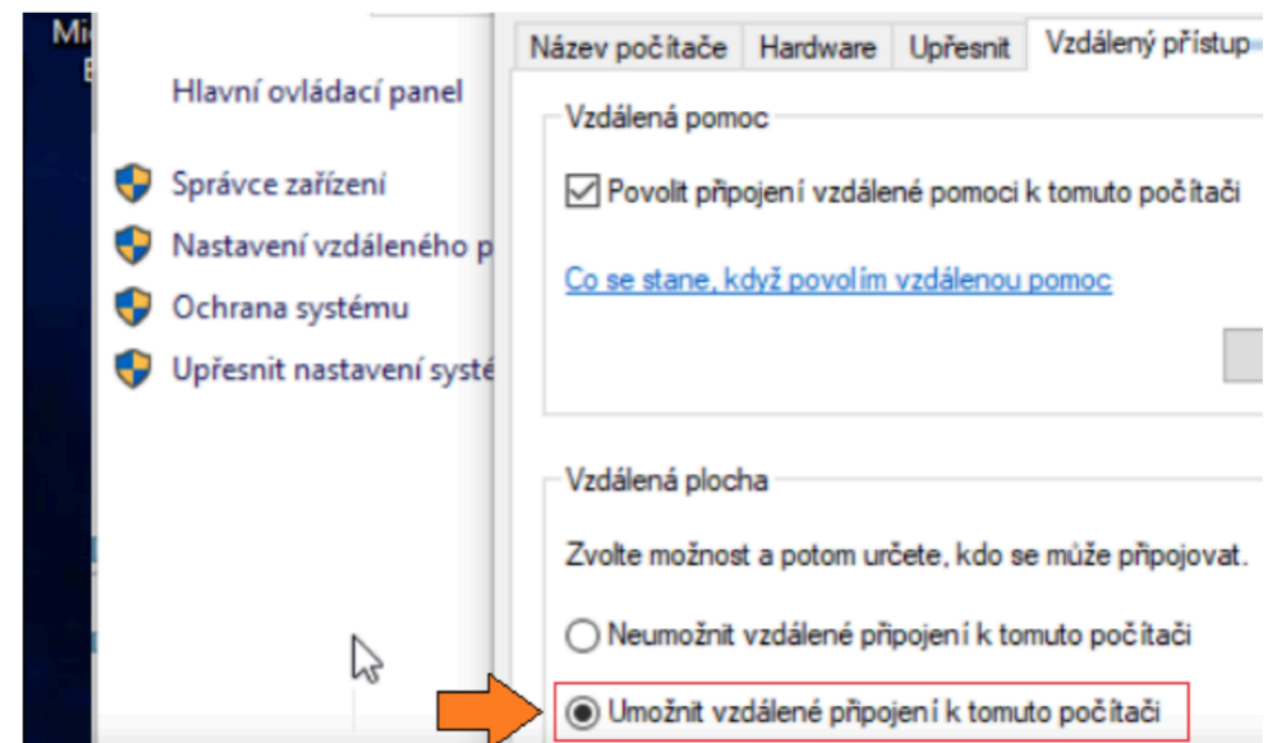 Hlavní ovládací panel
Správce zařízení
Nastavení vzdáleného p
Ochrana systému
Upřesnit nastavení systé
Název počítače Hardware Upřesnit Vzdálený přístup
Vzdálená pomoc
Povolit připojení vzdálené pomoci k tomuto počítači
Co se stane, když povolím vzdálenou pomoc
Vzdálená plocha
Zvolte možnost a potom určete, kdo se může připojovat.
Neumožnit vzdálené připojení k tomuto počítači
Umožnit vzdálené připojení k tomuto počítači